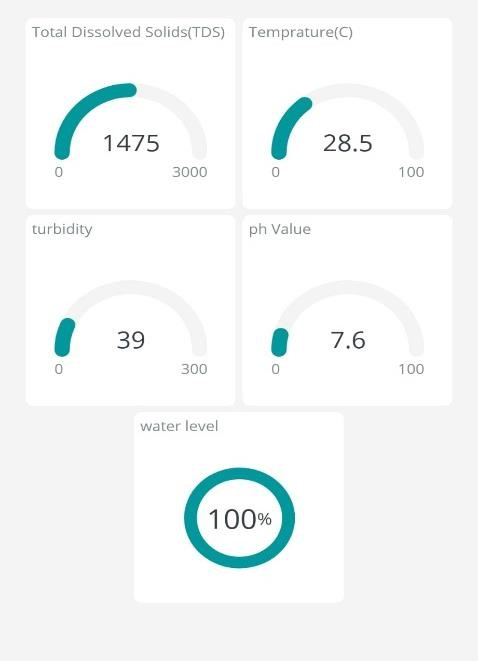 Total Dissolved Solids(TDS)
1475
0 3000
Temprature(C)
28.5
0 100
turbidity
39
0 300
ph Value
7.6
0 100
water level
100%